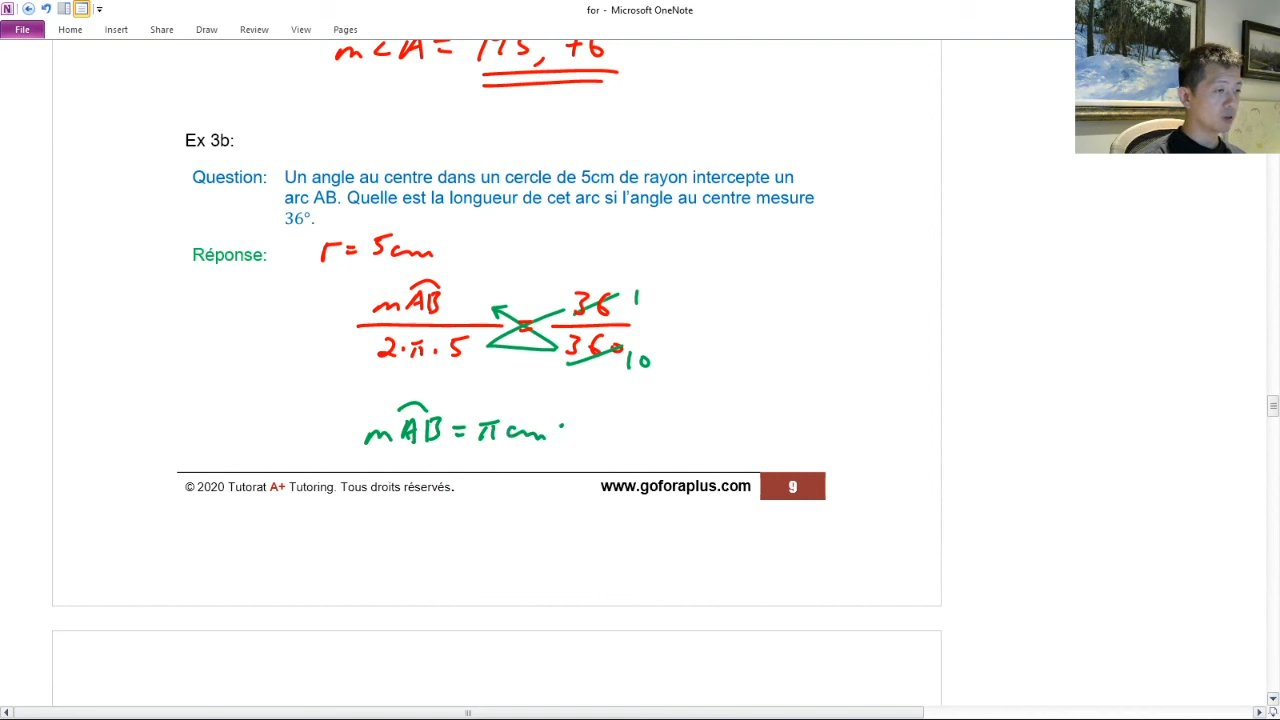 for - Microsoft OneNote
File Home Insert Share Draw Review View Pages
m<A = 175, +6
Ex 3b:
Question: Un angle au centre dans un cercle de 5cm de rayon intercepte un
arc AB. Quelle est la longueur de cet arc si l'angle au centre mesure
36°.
Réponse: r = 5cm
mAB = 36 1
2·π·5 360 10
mAB = π cm
© 2020 Tutorat A+ Tutoring. Tous droits réservés. www.goforaplus.com 9